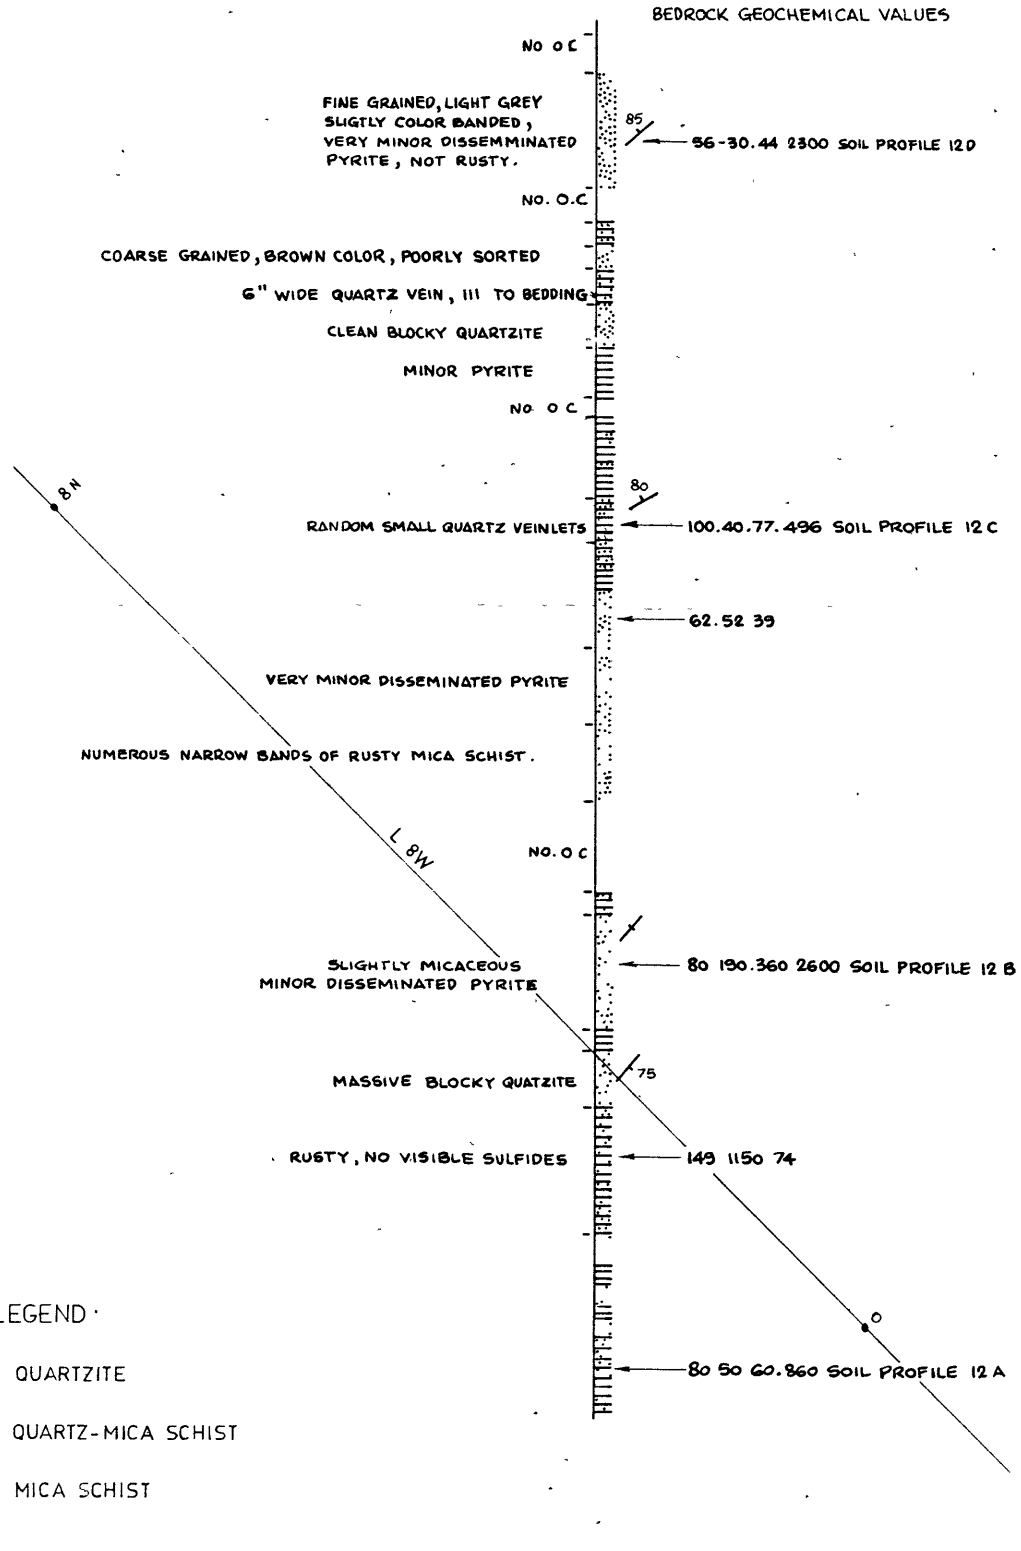 BEDROCK GEOCHEMICAL VALUES
NO O C
FINE GRAINED, LIGHT GREY
SLIGTLY COLOR BANDED,
VERY MINOR DISSEMMINATED
PYRITE, NOT RUSTY.
85
56-30.44 2300 SOIL PROFILE 12D
NO. O.C
COARSE GRAINED, BROWN COLOR, POORLY SORTED
6" WIDE QUARTZ VEIN, III TO BEDDING
CLEAN BLOCKY QUARTZITE
MINOR PYRITE
NO O C
8 N
80
RANDOM SMALL QUARTZ VEINLETS
100.40.77.496 SOIL PROFILE 12 C
62.52 39
VERY MINOR DISSEMINATED PYRITE
NUMEROUS NARROW BANDS OF RUSTY MICA SCHIST.
L 8W
NO. O C
SLIGHTLY MICACEOUS
MINOR DISSEMINATED PYRITE
80 190.360 2600 SOIL PROFILE 12 B
75
MASSIVE BLOCKY QUATZITE
RUSTY, NO VISIBLE SULFIDES
149 1150 74
0
80 50 60.860 SOIL PROFILE 12 A
LEGEND
QUARTZITE
QUARTZ-MICA SCHIST
MICA SCHIST